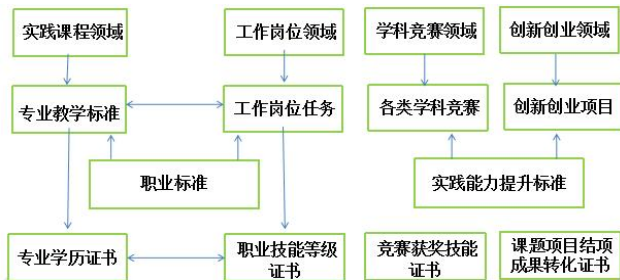 实践课程领域
工作岗位领域
学科竞赛领域
创新创业领域
专业教学标准
工作岗位任务
各类学科竞赛
创新创业项目
职业标准
实践能力提升标准
专业学历证书
职业技能等级
证书
竞赛获奖技能
证书
课题项目结项
成果转化证书